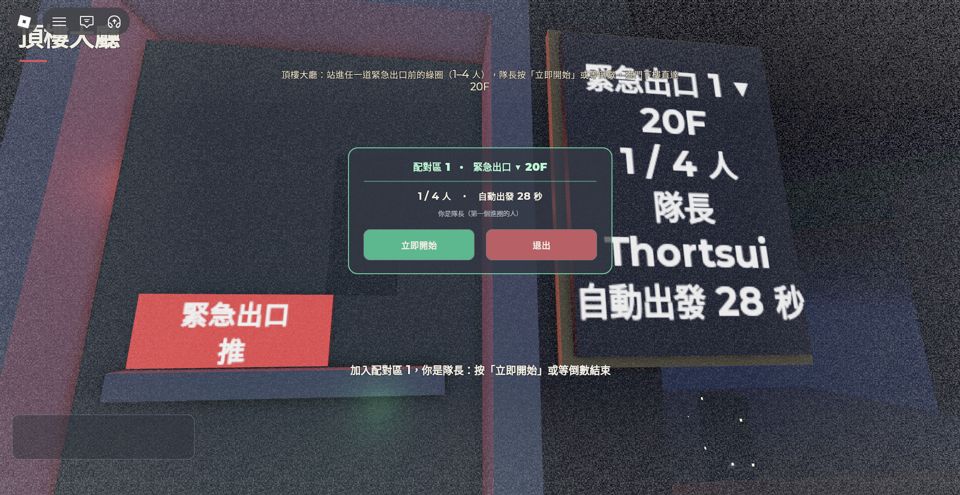 頂樓大廳
頂樓大廳：站進任一道緊急出口前的綠圈（1–4 人），隊長按「立即開始」或
20F
緊急出口 1 ▼
20F
1 / 4 人
隊長
Thortsui
自動出發 28 秒
配對區 1 • 緊急出口 ▼ 20F
1 / 4 人 • 自動出發 28 秒
你是隊長（第一個進圈的人）
立即開始
退出
緊急出口
推
加入配對區 1，你是隊長：按「立即開始」或等倒數結束